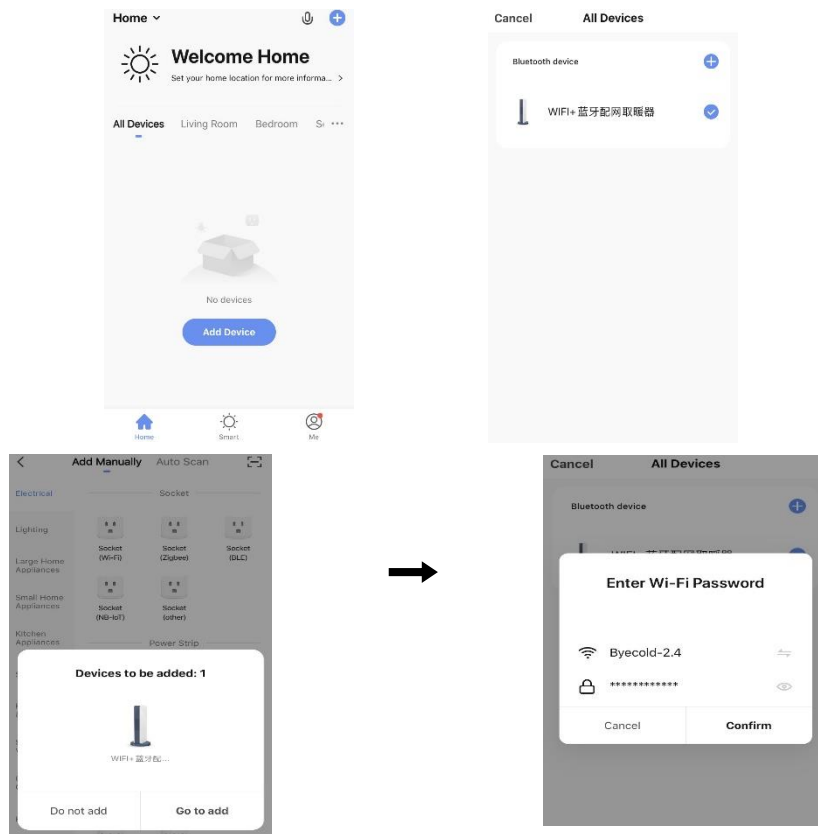 Home
Welcome Home
Set your home location for more informa...
All Devices Living Room Bedroom
No devices
Add Device
Home Smart Me
Cancel All Devices
Bluetooth device
WIFI+蓝牙配网取暖器
Add Manually Auto Scan
Electrical
Socket
Lighting
Large Home
Appliances
Small Home
Appliances
Kitchen
Appliances
Socket
(Wi-Fi)
Socket
(Zigbee)
Socket
(BLE)
Socket
(NB-IoT)
Socket
(other)
Power Strip
Devices to be added: 1
WIFI+蓝牙配...
Do not add Go to add
Cancel All Devices
Bluetooth device
Enter Wi-Fi Password
Byecold-2.4
************
Cancel Confirm